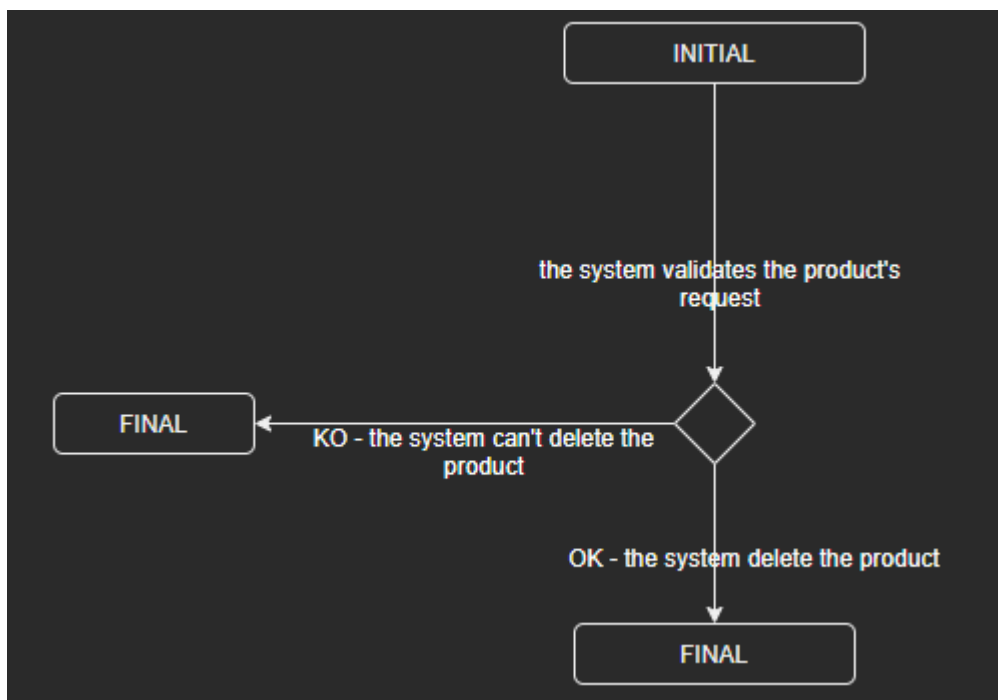 INITIAL
the system validates the product's
request
FINAL
KO - the system can't delete the
product
OK - the system delete the product
FINAL